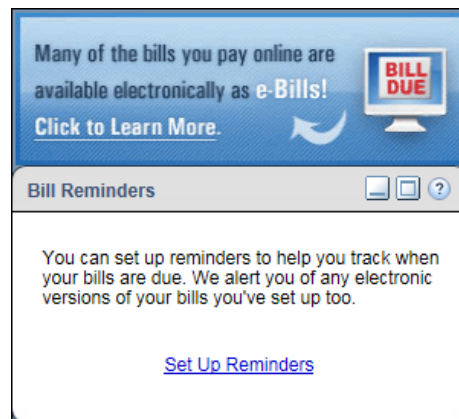 Many of the bills you pay online are
available electronically as e-Bills!
Click to Learn More.
BILL
DUE
Bill Reminders
?
You can set up reminders to help you track when
your bills are due. We alert you of any electronic
versions of your bills you've set up too.
Set Up Reminders